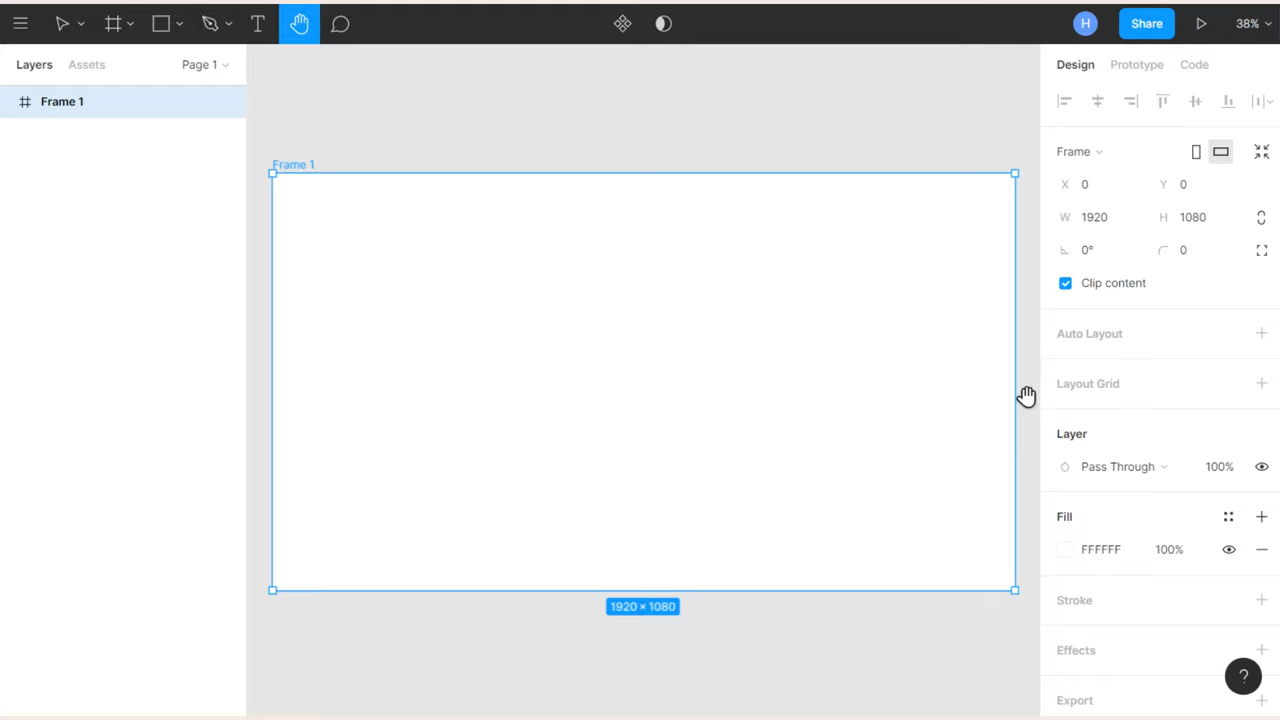 H
Share
38%
Layers
Assets
Page 1
Design
Prototype
Code
Frame 1
Frame 1
Frame
X 0
Y 0
W 1920
H 1080
0°
0
Clip content
Auto Layout
Layout Grid
Layer
Pass Through
100%
Fill
FFFFFF
100%
1920 × 1080
Stroke
Effects
?
Export